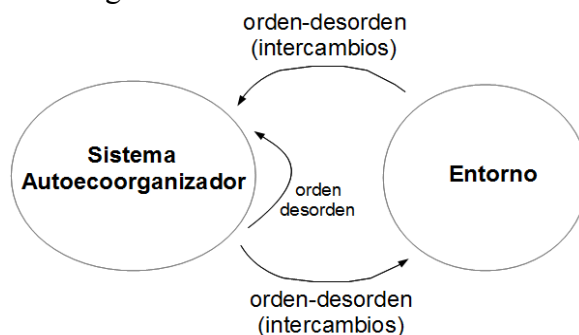 orden-desorden
(intercambios)
Sistema
Autoecoorganizador
Entorno
orden
desorden
orden-desorden
(intercambios)